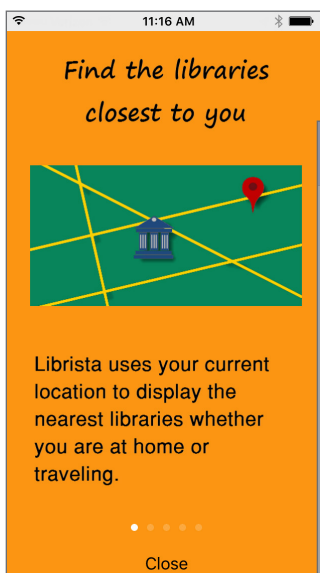 11:16 AM
Find the libraries
closest to you
Librista uses your current
location to display the
nearest libraries whether
you are at home or
traveling.
Close